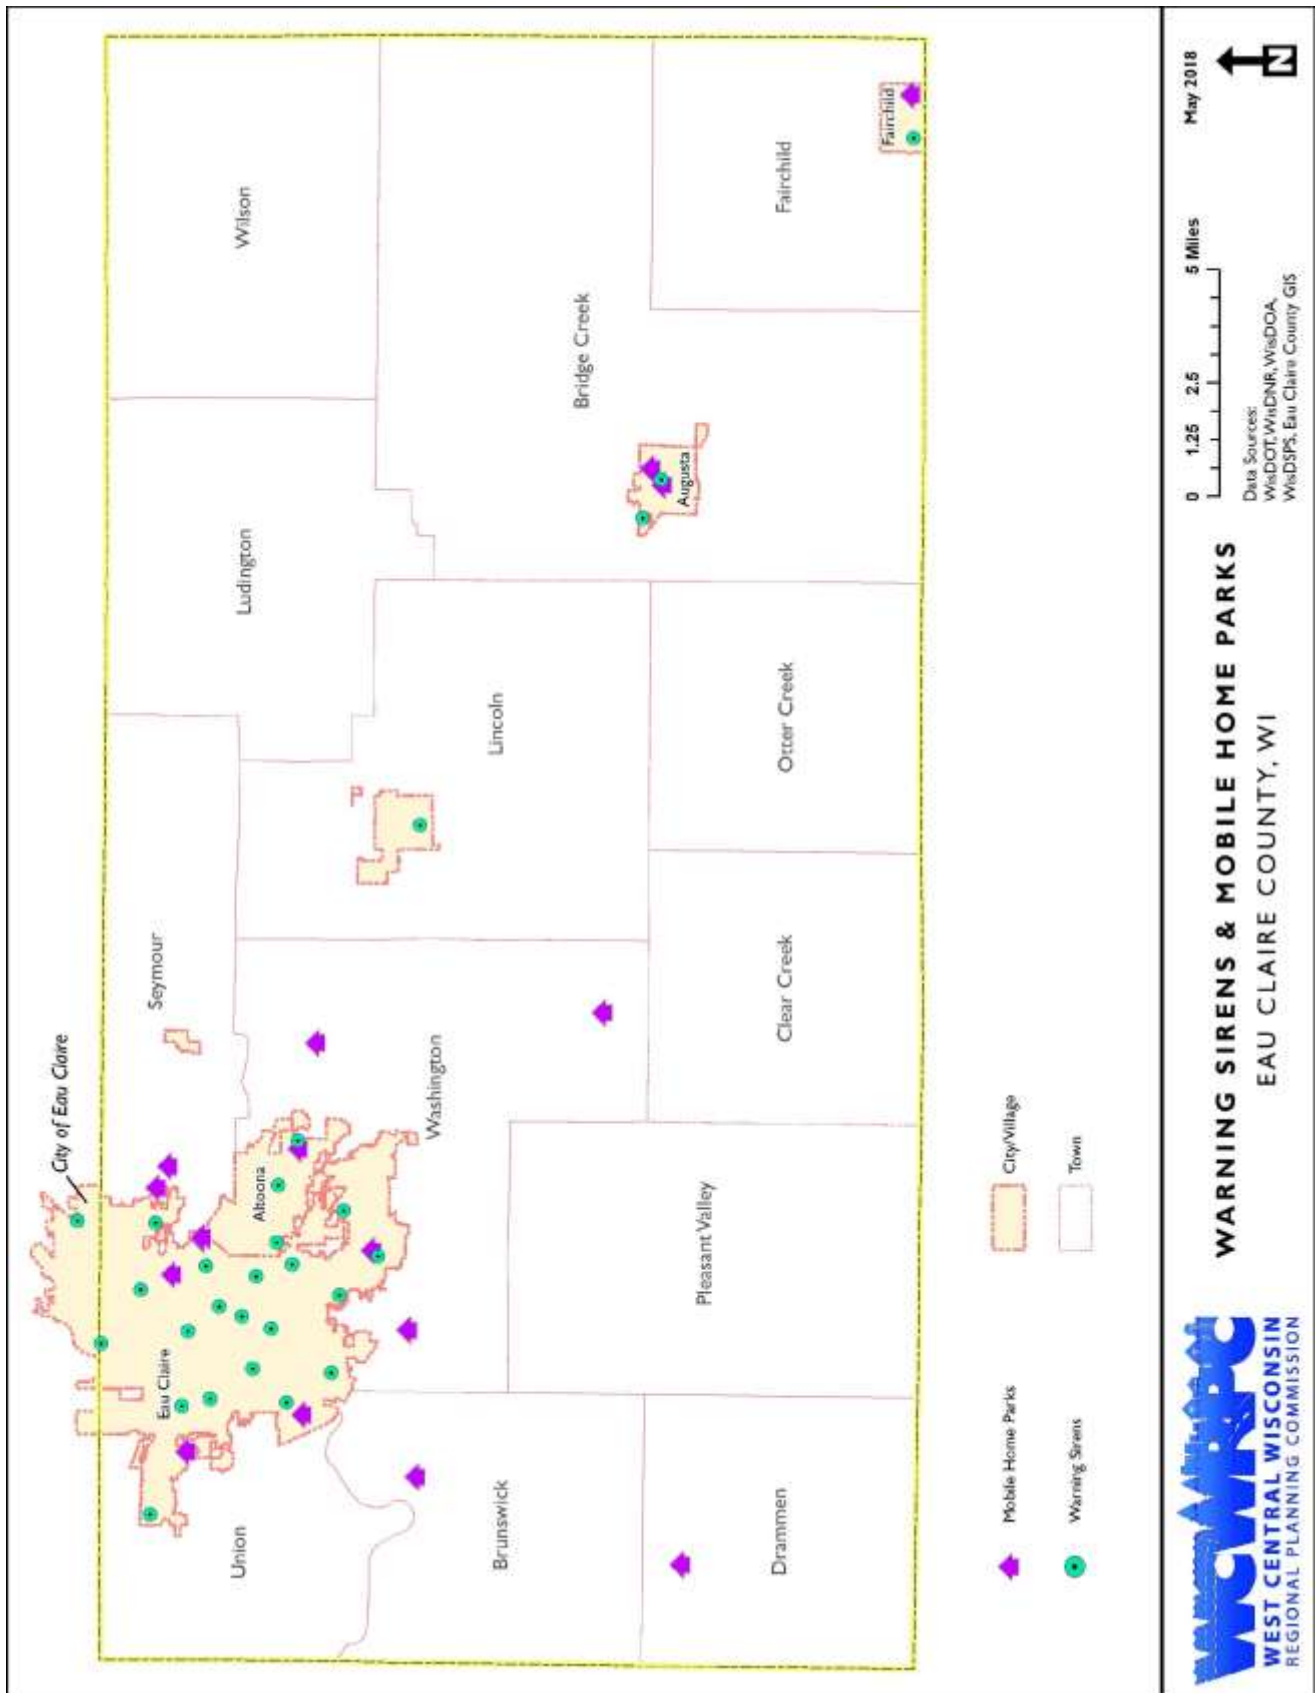 City of Eau Claire
Eau Claire
Altoona
Seymour
Ludington
Wilson
Union
Washington
Lincoln
Bridge Creek
Brunswick
Pleasant Valley
Augusta
Drammen
Clear Creek
Otter Creek
Fairchild
Fairchild
Mobile Home Parks
City/Village
Warning Sirens
Town
WCWRPC
WEST CENTRAL WISCONSIN
REGIONAL PLANNING COMMISSION
WARNING SIRENS & MOBILE HOME PARKS
EAU CLAIRE COUNTY, WI
0 1.25 2.5 5 Miles
May 2018
N
Data Sources:
WisDOT, WisDNR, WisDOA,
WisDSPS, Eau Claire County GIS